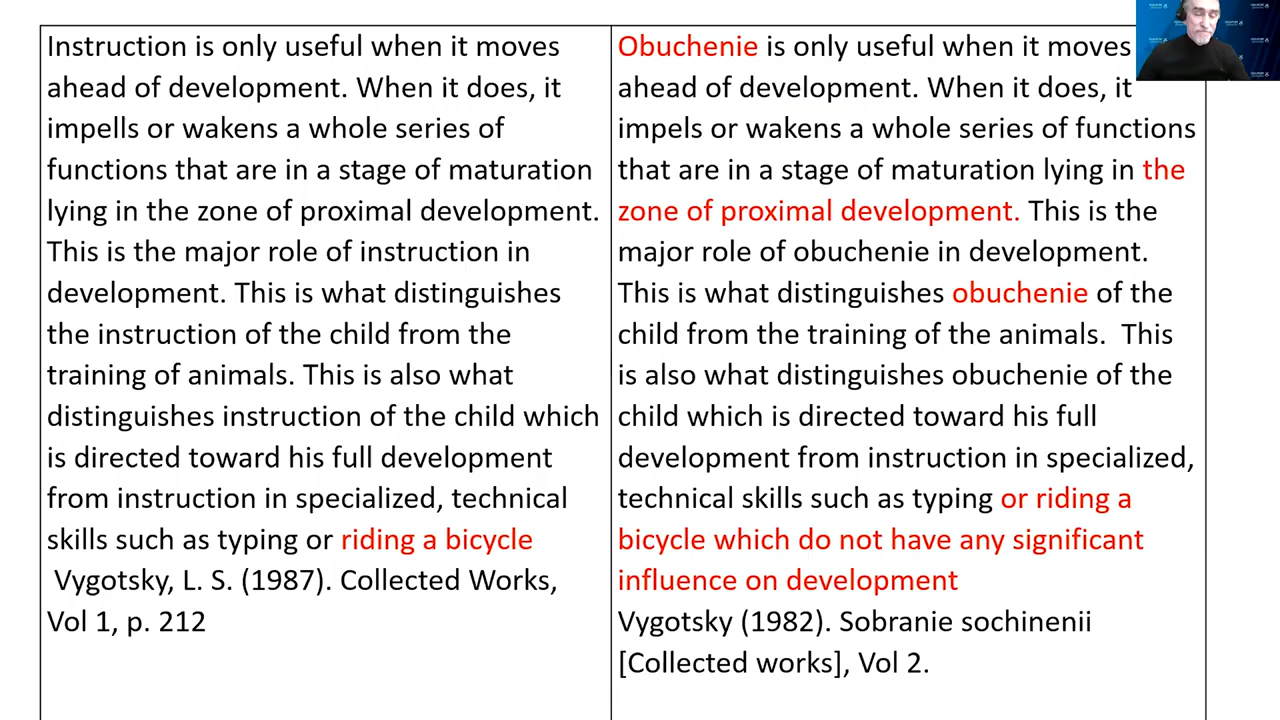 Instruction is only useful when it moves
ahead of development. When it does, it
impells or wakens a whole series of
functions that are in a stage of maturation
lying in the zone of proximal development.
This is the major role of instruction in
development. This is what distinguishes
the instruction of the child from the
training of animals. This is also what
distinguishes instruction of the child which
is directed toward his full development
from instruction in specialized, technical
skills such as typing or riding a bicycle
Vygotsky, L. S. (1987). Collected Works,
Vol 1, p. 212
Obuchenie is only useful when it moves
ahead of development. When it does, it
impels or wakens a whole series of functions
that are in a stage of maturation lying in the
zone of proximal development. This is the
major role of obuchenie in development.
This is what distinguishes obuchenie of the
child from the training of the animals. This
is also what distinguishes obuchenie of the
child which is directed toward his full
development from instruction in specialized,
technical skills such as typing or riding a
bicycle which do not have any significant
influence on development
Vygotsky (1982). Sobranie sochinenii
[Collected works], Vol 2.